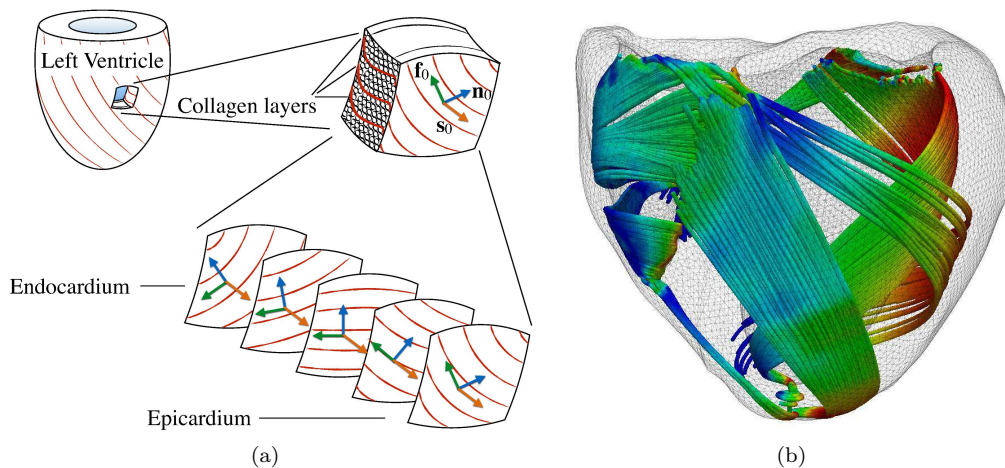 Left Ventricle
Collagen layers
f₀
n₀
s₀
Endocardium
Epicardium
(a)
(b)